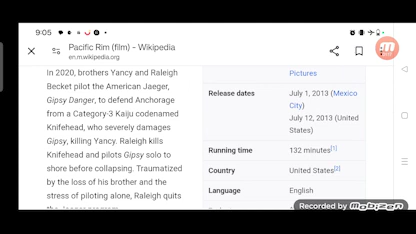 9:05
Pacific Rim (film) - Wikipedia
en.m.wikipedia.org
In 2020, brothers Yancy and Raleigh
Becket pilot the American Jaeger,
Gipsy Danger, to defend Anchorage
from a Category-3 Kaiju codenamed
Knifehead, who severely damages
Gipsy, killing Yancy. Raleigh kills
Knifehead and pilots Gipsy solo to
shore before collapsing. Traumatized
by the loss of his brother and the
stress of piloting alone, Raleigh quits
Pictures
Release dates
July 1, 2013 (Mexico
City)
July 12, 2013 (United
States)
Running time
132 minutes[1]
Country
United States[2]
Language
English
Recorded by Mobizen